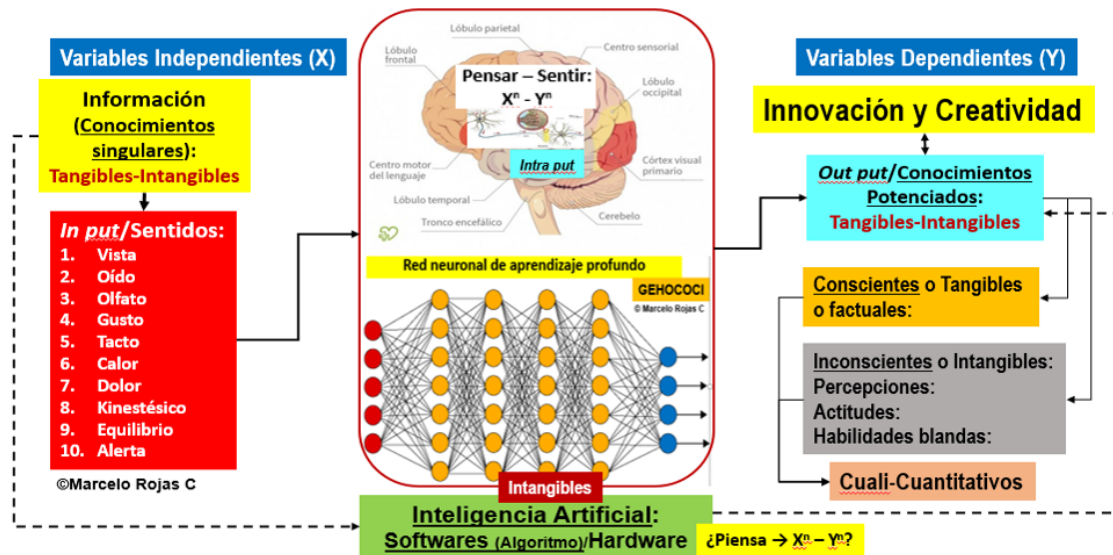 Variables Independientes (X)
Información
(Conocimientos
singulares):
Tangibles-Intangibles
In put/Sentidos:
1. Vista
2. Oído
3. Olfato
4. Gusto
5. Tacto
6. Calor
7. Dolor
8. Kinestésico
9. Equilibrio
10. Alerta
©Marcelo Rojas C
Lóbulo parietal
Lóbulo
frontal
Centro sensorial
Pensar – Sentir:
Xⁿ - Yⁿ
Lóbulo
occipital
Intra put
Centro motor
del lenguaje
Córtex visual
primario
Lóbulo temporal
Tronco encefálico
Cerebelo
Red neuronal de aprendizaje profundo
GEHOCOCI
© Marcelo Rojas C
Intangibles
Inteligencia Artificial:
Softwares (Algoritmo)/Hardware
¿Piensa → Xⁿ – Yⁿ?
Variables Dependientes (Y)
Innovación y Creatividad
Out put/Conocimientos
Potenciados:
Tangibles-Intangibles
Conscientes o Tangibles
o factuales:
Inconscientes o Intangibles:
Percepciones:
Actitudes:
Habilidades blandas:
Cuali-Cuantitativos